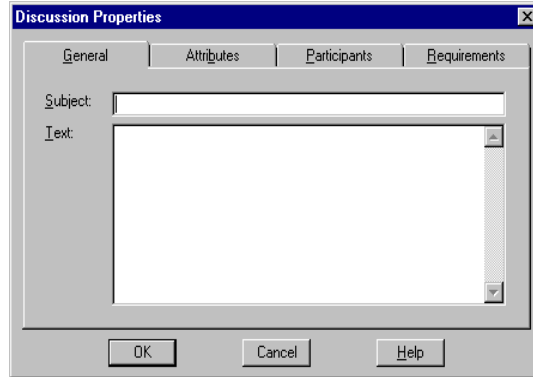 Discussion Properties
General Attributes Participants Requirements
Subject:
Text:
OK Cancel Help